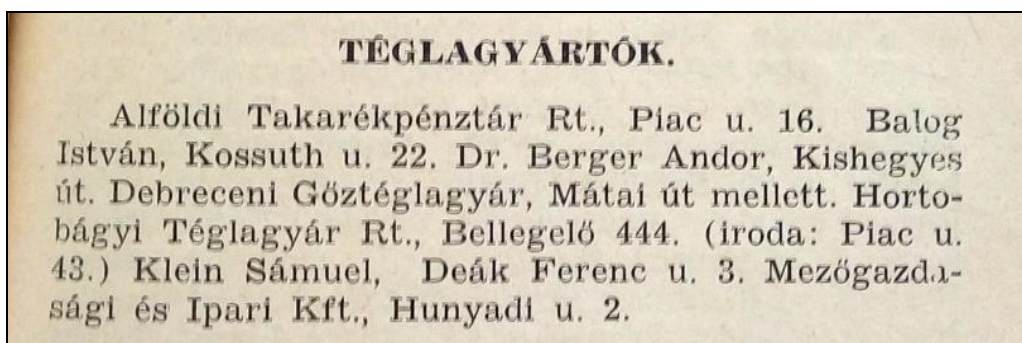 TÉGLAGYÁRTÓK.
Alföldi Takarékpénztár Rt., Piac u. 16. Balog
István, Kossuth u. 22. Dr. Berger Andor, Kishegyes
út. Debreceni Gőztéglagyár, Mátai út mellett. Horto-
bágyi Téglagyár Rt., Bellegelő 444. (iroda: Piac u.
43.) Klein Sámuel, Deák Ferenc u. 3. Mezőgazda-
sági és Ipari Kft., Hunyadi u. 2.